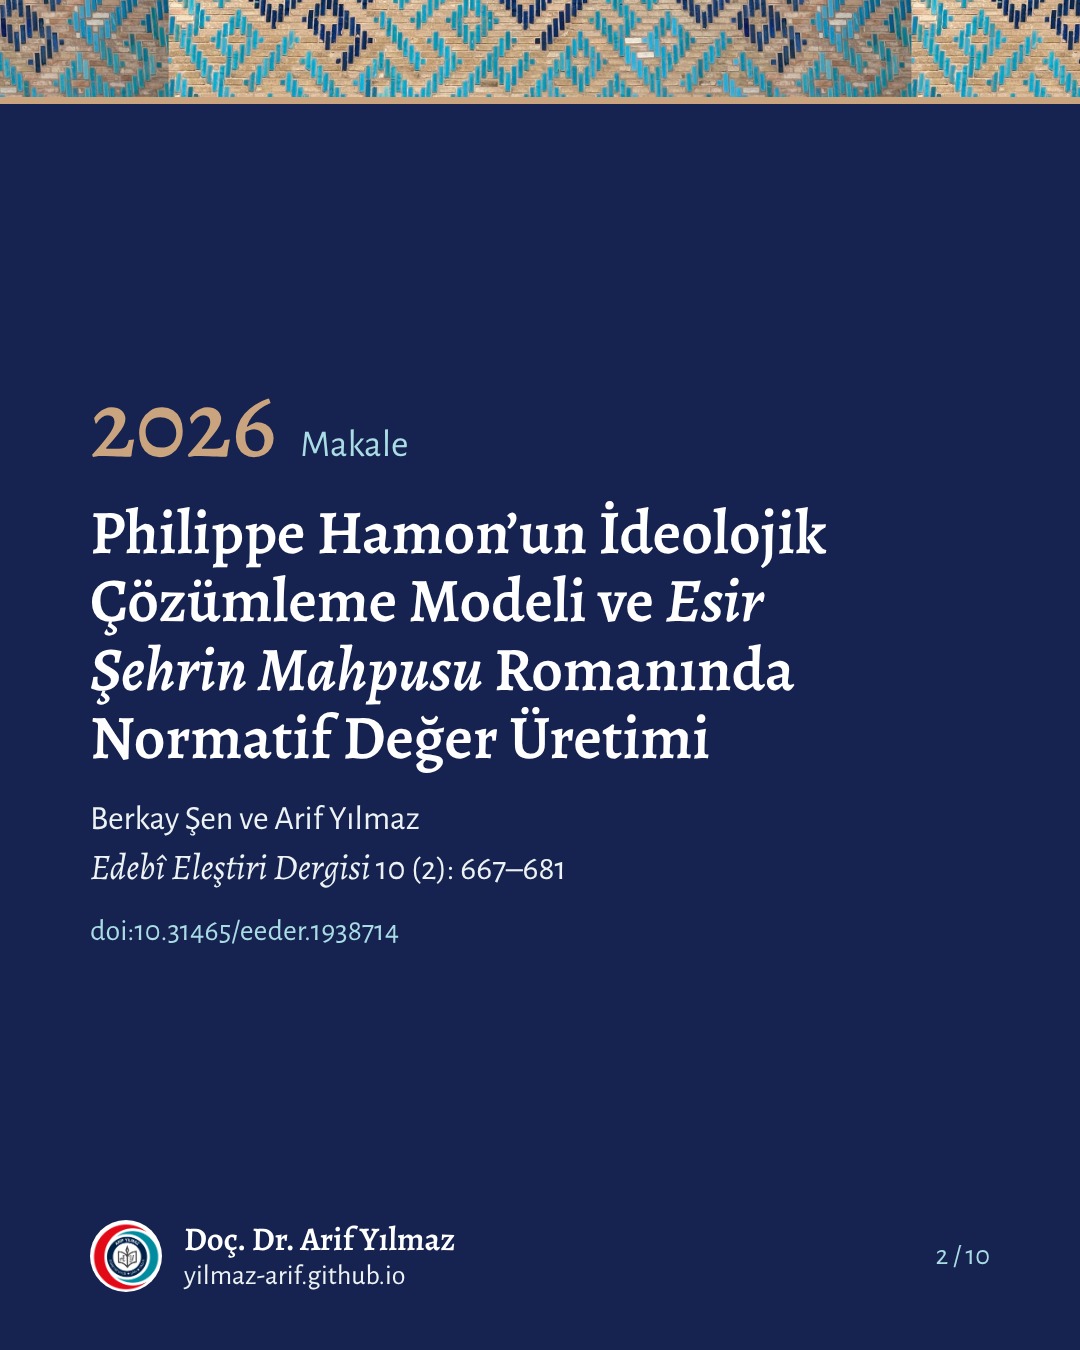 2026 Makale
Philippe Hamon’un İdeolojik
Çözümleme Modeli ve Esir
Şehrin Mahpusu Romanında
Normatif Değer Üretimi
Berkay Şen ve Arif Yılmaz
Edebî Eleştiri Dergisi 10 (2): 667–681
doi:10.31465/eeder.1938714
Doç. Dr. Arif Yılmaz
yilmaz-arif.github.io
2 / 10